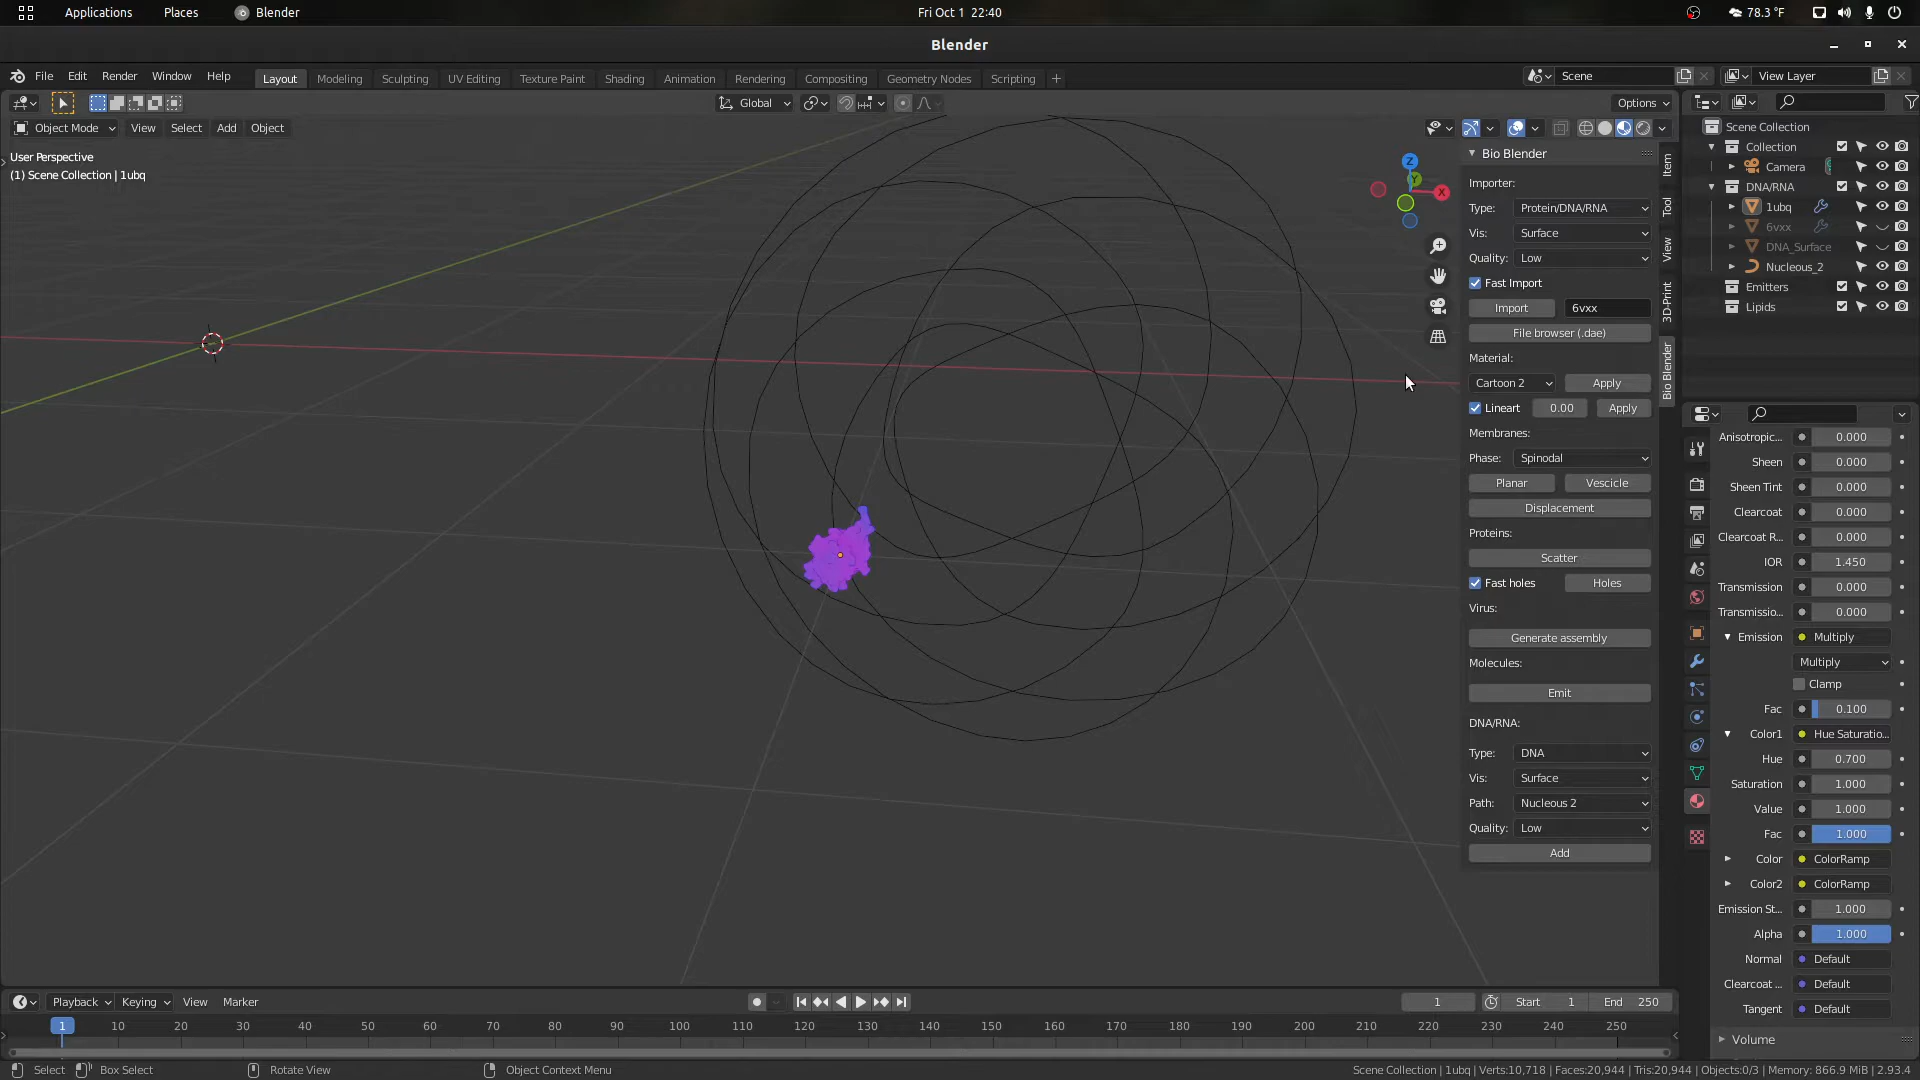 Applications Places Blender Fri Oct 1 22:40 78.3 °F
Blender
File Edit Render Window Help Layout Modeling Sculpting UV Editing Texture Paint Shading Animation Rendering Compositing Geometry Nodes Scripting + Scene View Layer
Global Options
Object Mode View Select Add Object
User Perspective
(1) Scene Collection | 1ubq
Z
Y
X
Bio Blender
Importer:
Type: Protein/DNA/RNA
Vis: Surface
Quality: Low
Fast Import
Import 6vxx
File browser (.dae)
Material:
Cartoon 2 Apply
Lineart 0.00 Apply
Membranes:
Phase: Spinodal
Planar Vescicle
Displacement
Proteins:
Scatter
Fast holes Holes
Virus:
Generate assembly
Molecules:
Emit
DNA/RNA:
Type: DNA
Vis: Surface
Path: Nucleous 2
Quality: Low
Add
Item
Tool
View
3D-Print
Bio Blender
Scene Collection
Collection
Camera
DNA/RNA
1ubq
6vxx
DNA_Surface
Nucleous_2
Emitters
Lipids
Anisotropic... 0.000
Sheen 0.000
Sheen Tint 0.000
Clearcoat 0.000
Clearcoat R... 0.000
IOR 1.450
Transmission 0.000
Transmissio... 0.000
Emission Multiply
Multiply
Clamp
Fac 0.100
Color1 Hue Saturatio...
Hue 0.700
Saturation 1.000
Value 1.000
Fac 1.000
Color ColorRamp
Color2 ColorRamp
Emission St... 1.000
Alpha 1.000
Normal Default
Clearcoat ... Default
Tangent Default
Volume
Playback Keying View Marker 1 Start 1 End 250
1 10 20 30 40 50 60 70 80 90 100 110 120 130 140 150 160 170 180 190 200 210 220 230 240 250
Select Box Select Rotate View Object Context Menu Scene Collection | 1ubq | Verts:10,718 | Faces:20,944 | Tris:20,944 | Objects:0/3 | Memory: 866.9 MiB | 2.93.4